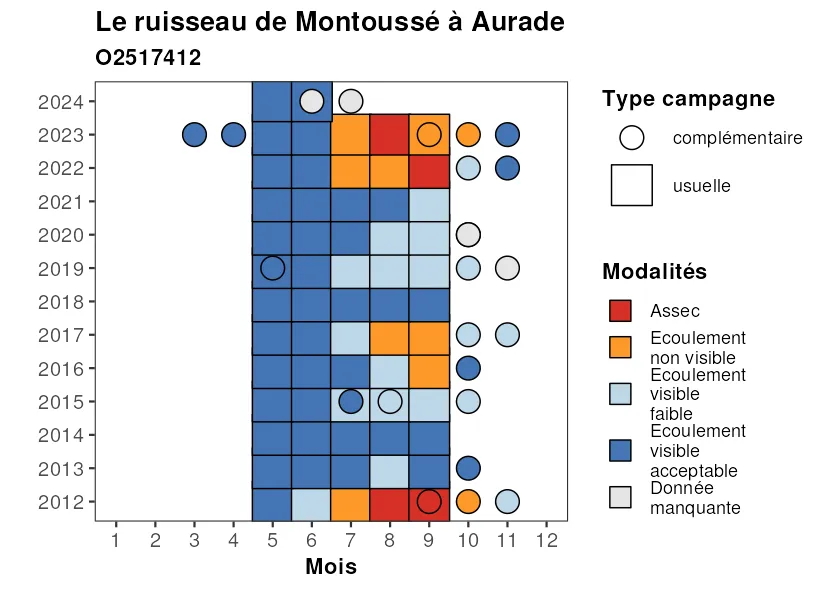 Le ruisseau de Montoussé à Aurade
O2517412
2024
2023
2022
2021
2020
2019
2018
2017
2016
2015
2014
2013
2012
1 2 3 4 5 6 7 8 9 10 11 12
Mois
Type campagne
complémentaire
usuelle
Modalités
Assec
Ecoulement
non visible
Ecoulement
visible
faible
Ecoulement
visible
acceptable
Donnée
manquante